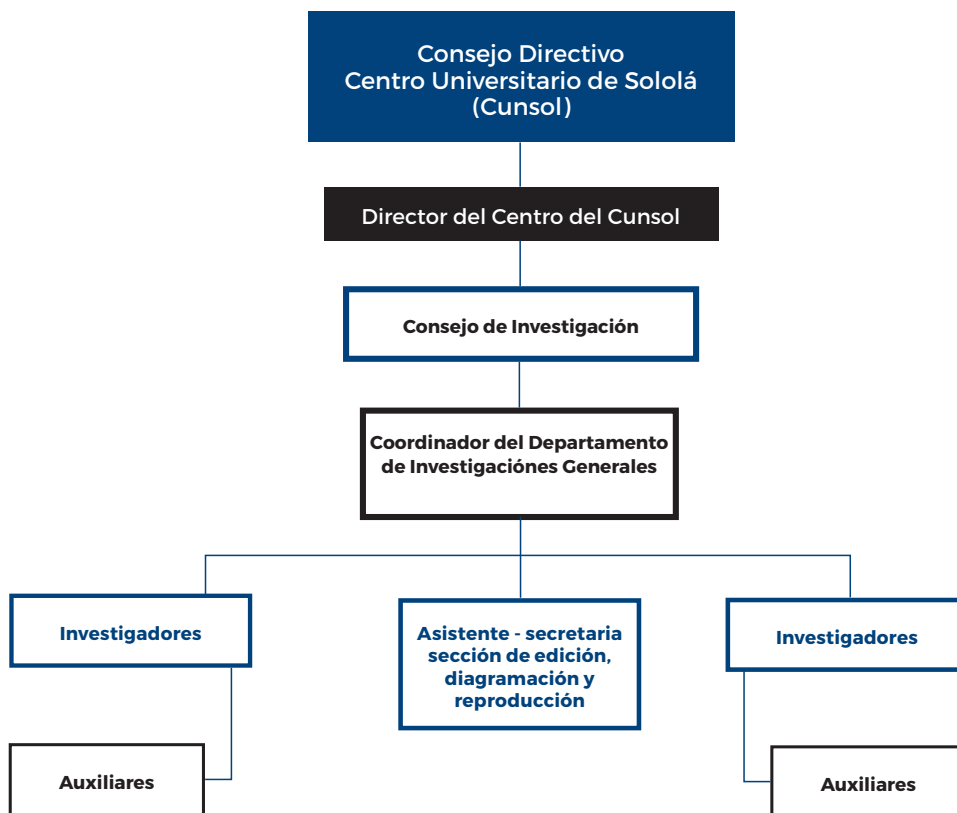 Consejo Directivo
Centro Universitario de Sololá
(Cunsol)
Director del Centro del Cunsol
Consejo de Investigación
Coordinador del Departamento
de Investigaciónes Generales
Investigadores
Asistente - secretaria
sección de edición,
diagramación y
reproducción
Investigadores
Auxiliares
Auxiliares